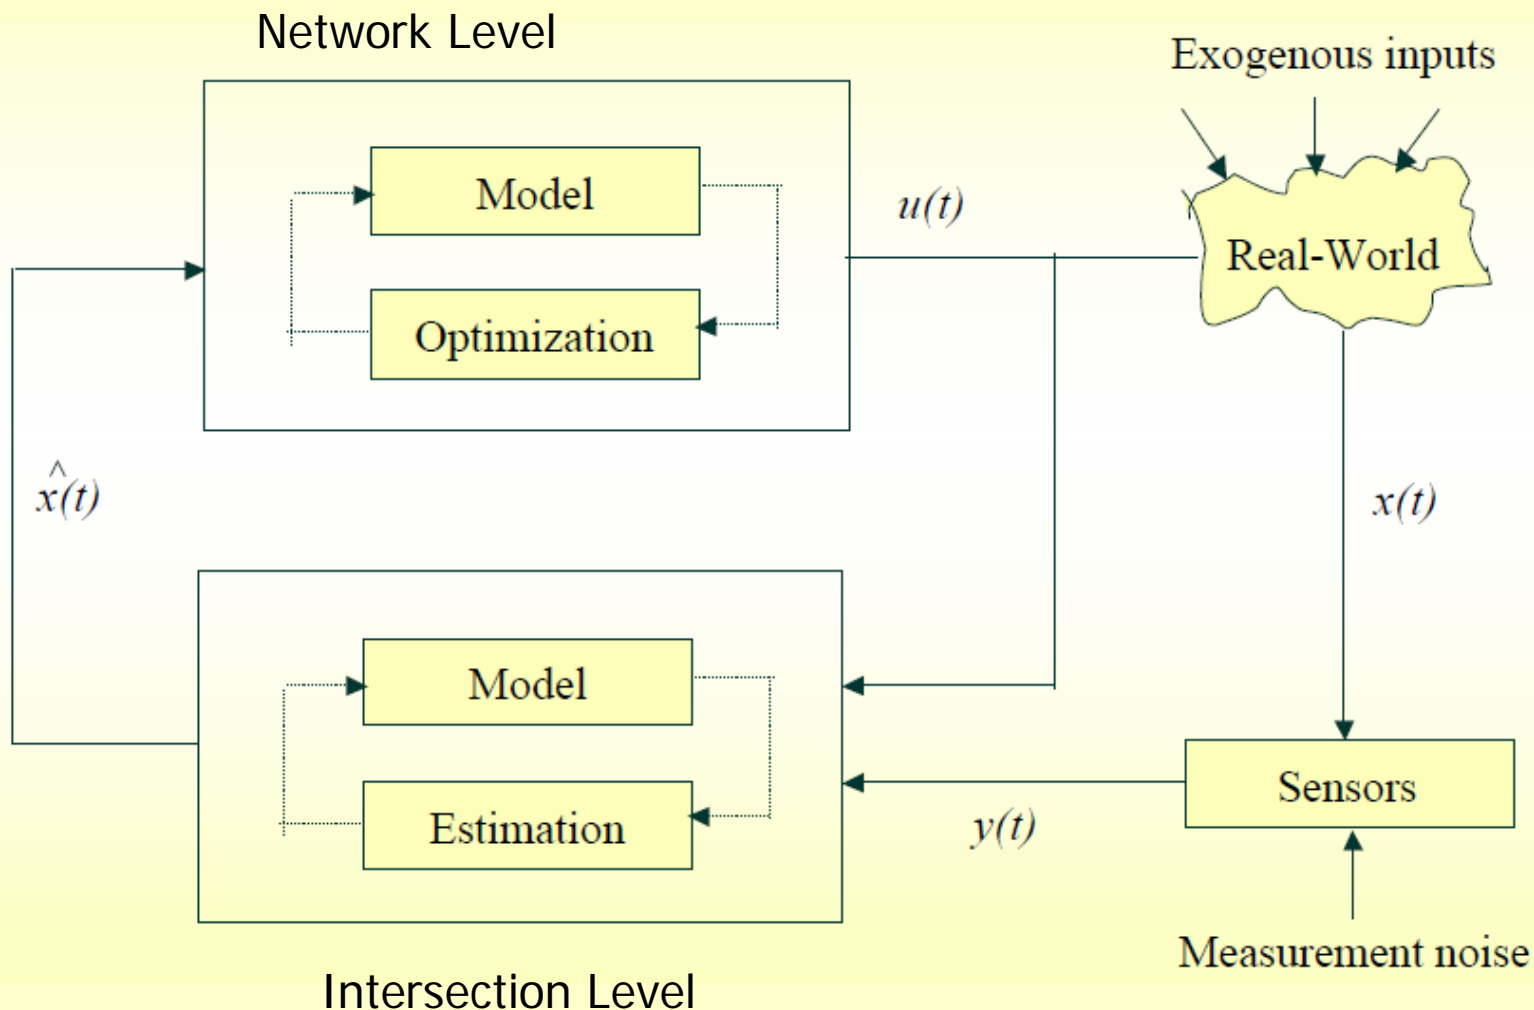 Network Level
Exogenous inputs
Model
u(t)
Real-World
Optimization
x̂(t)
x(t)
Model
Sensors
Estimation
y(t)
Measurement noise
Intersection Level